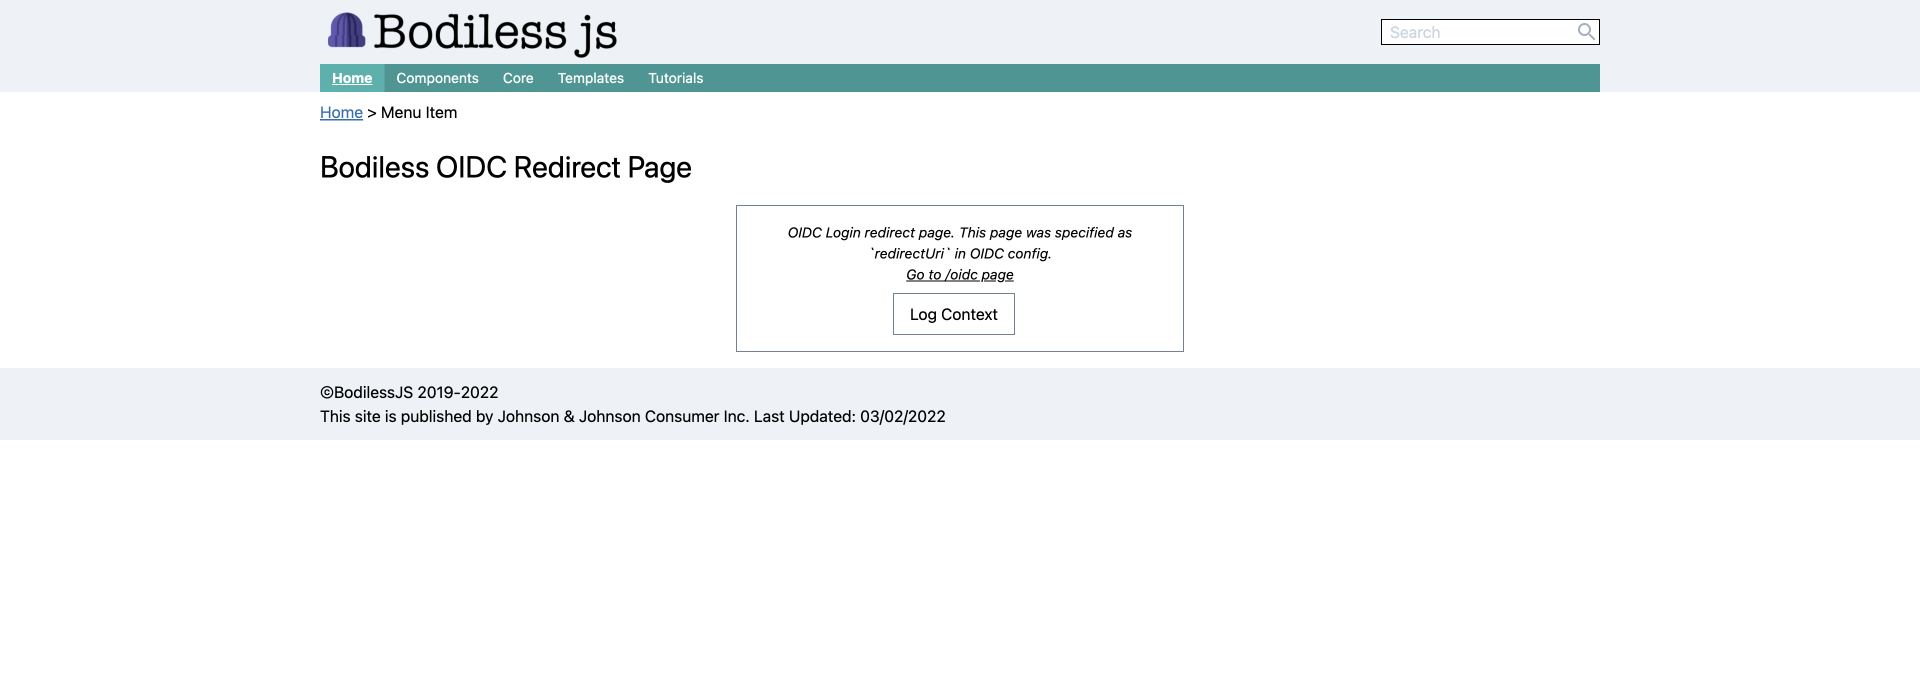 Bodiless js
Search
Home Components Core Templates Tutorials
Home > Menu Item
Bodiless OIDC Redirect Page
OIDC Login redirect page. This page was specified as
`redirectUri` in OIDC config.
Go to /oidc page
Log Context
©BodilessJS 2019-2022
This site is published by Johnson & Johnson Consumer Inc. Last Updated: 03/02/2022